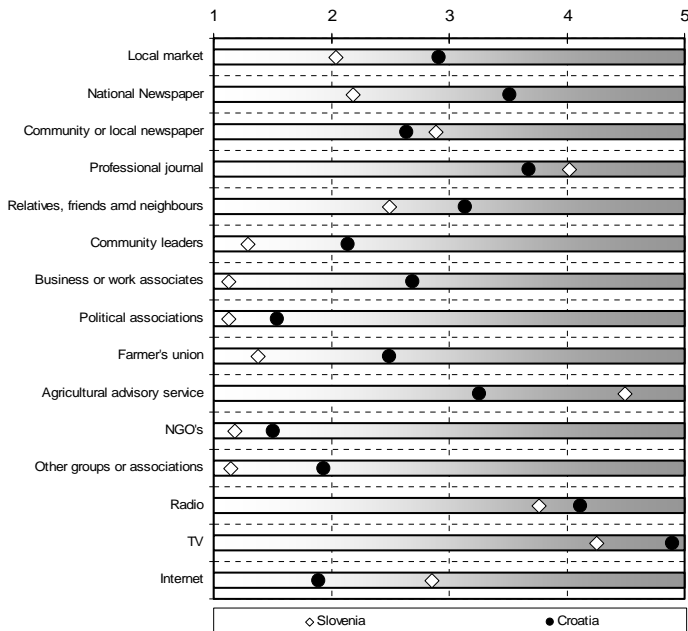 1 2 3 4 5
Local market
National Newspaper
Community or local newspaper
Professional journal
Relatives, friends amd neighbours
Community leaders
Business or work associates
Political associations
Farmer's union
Agricultural advisory service
NGO's
Other groups or associations
Radio
TV
Internet
Slovenia Croatia